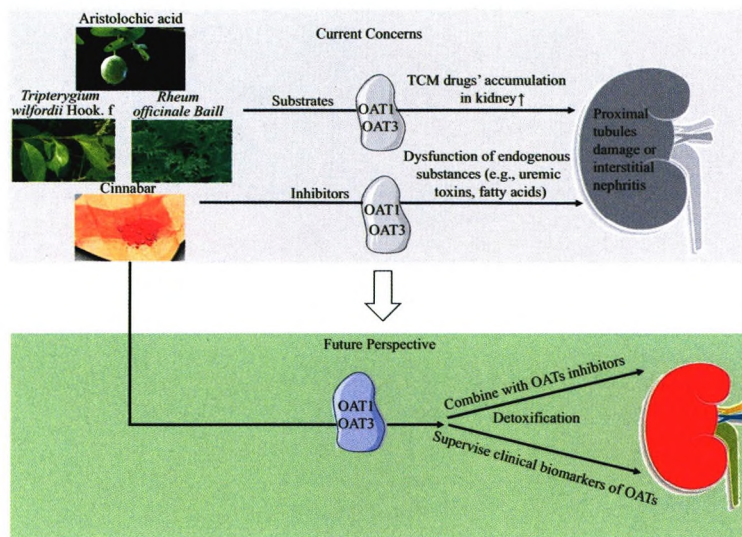 Aristolochic acid
Current Concerns
Tripterygium
wilfordii Hook. f
Rheum
officinale Baill
Cinnabar
Substrates
OAT1
OAT3
TCM drugs' accumulation
in kidney↑
Inhibitors
OAT1
OAT3
Dysfunction of endogenous
substances (e.g., uremic
toxins, fatty acids)
Proximal
tubules
damage or
interstitial
nephritis
Future Perspective
OAT1
OAT3
Combine with OATs inhibitors
Detoxification
Supervise clinical biomarkers of OATs